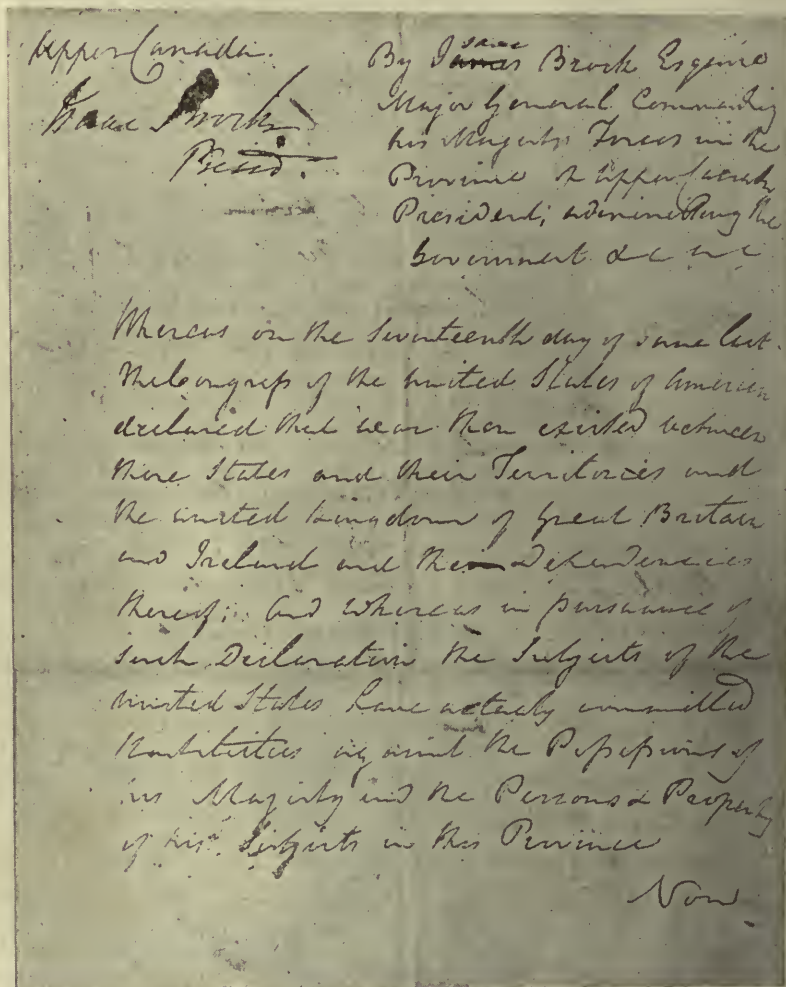 Upper Canada.
Isaac Brock
Presid.
By Isaac Brock Esquire
Major General Commanding
his Majestys Forces in the
Province of Upper Canada
President; administring the
Government &c &c
Whereas on the Seventeenth day of June last
the Congress of the United States of America
declared that war then existed between
those States and their Territories and
the United Kingdom of Great Britain
and Ireland and the Dependencies
thereof; And whereas in pursuance of
such Declaration the Subjects of the
United States have actualy committed
Hostilities against the Possessions of
his Majesty and the Persons & Property
of his Subjects in this Province
Now